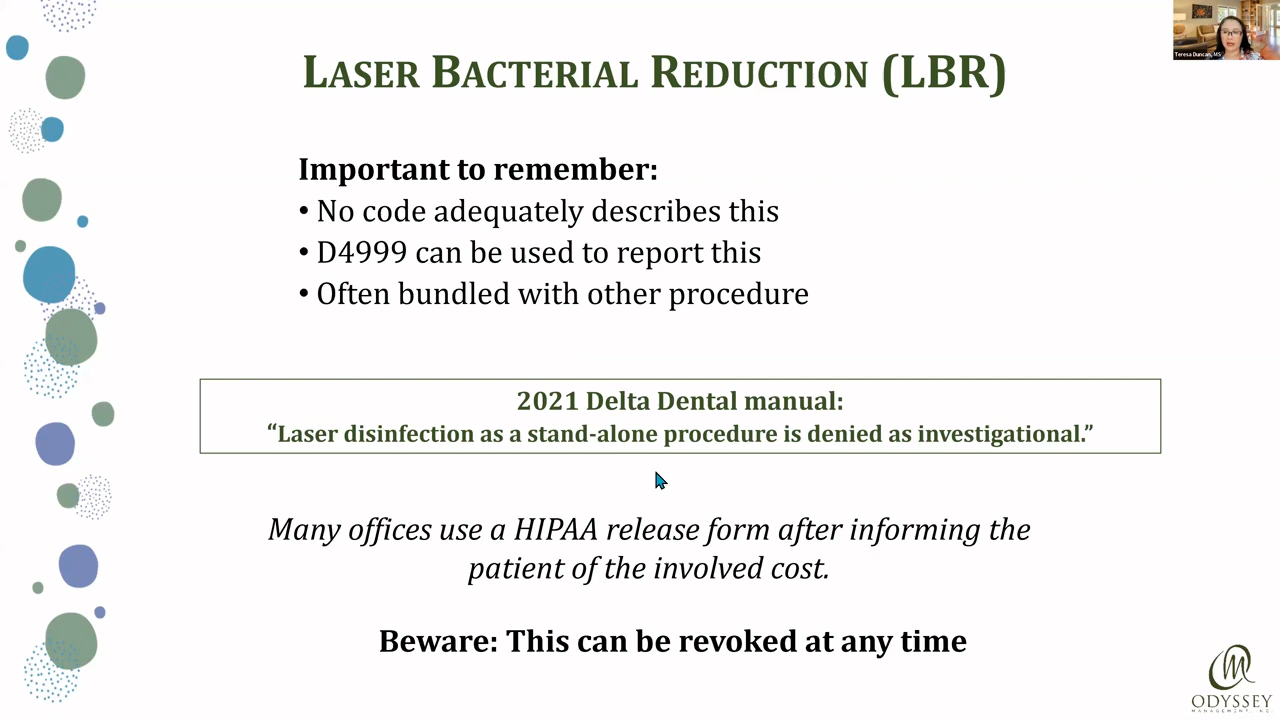 LASER BACTERIAL REDUCTION (LBR)
Teresa Duncan, MS
Important to remember:
• No code adequately describes this
• D4999 can be used to report this
• Often bundled with other procedure
2021 Delta Dental manual:
“Laser disinfection as a stand-alone procedure is denied as investigational.”
Many offices use a HIPAA release form after informing the
patient of the involved cost.
Beware: This can be revoked at any time
ODYSSEY
MANAGEMENT, INC.